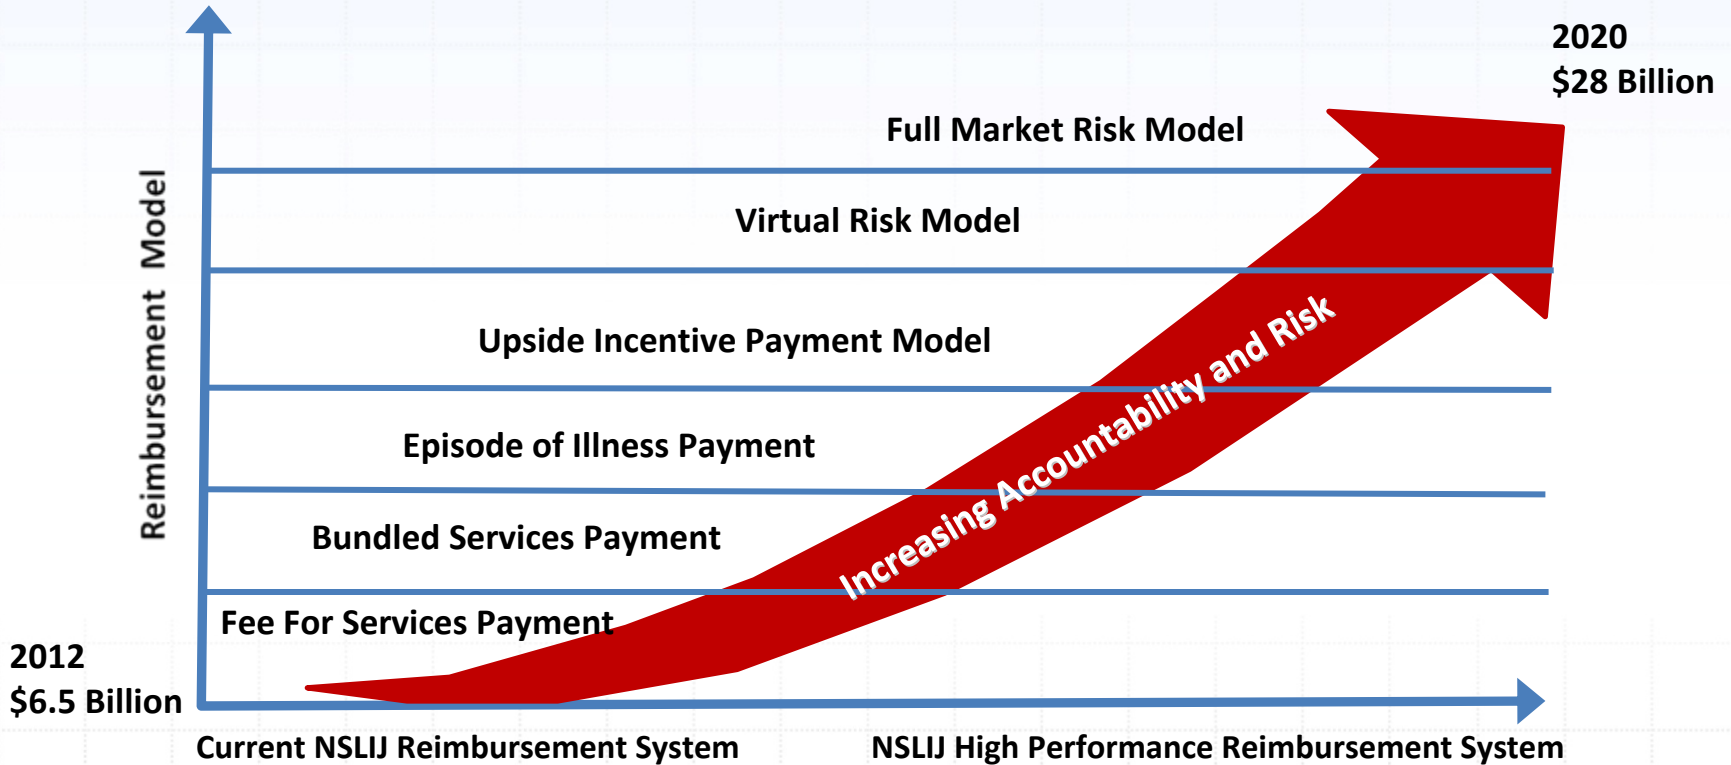 2020
$28 Billion
Full Market Risk Model
Virtual Risk Model
Upside Incentive Payment Model
Episode of Illness Payment
Bundled Services Payment
Fee For Services Payment
Increasing Accountability and Risk
Reimbursement Model
2012
$6.5 Billion
Current NSLIJ Reimbursement System
NSLIJ High Performance Reimbursement System